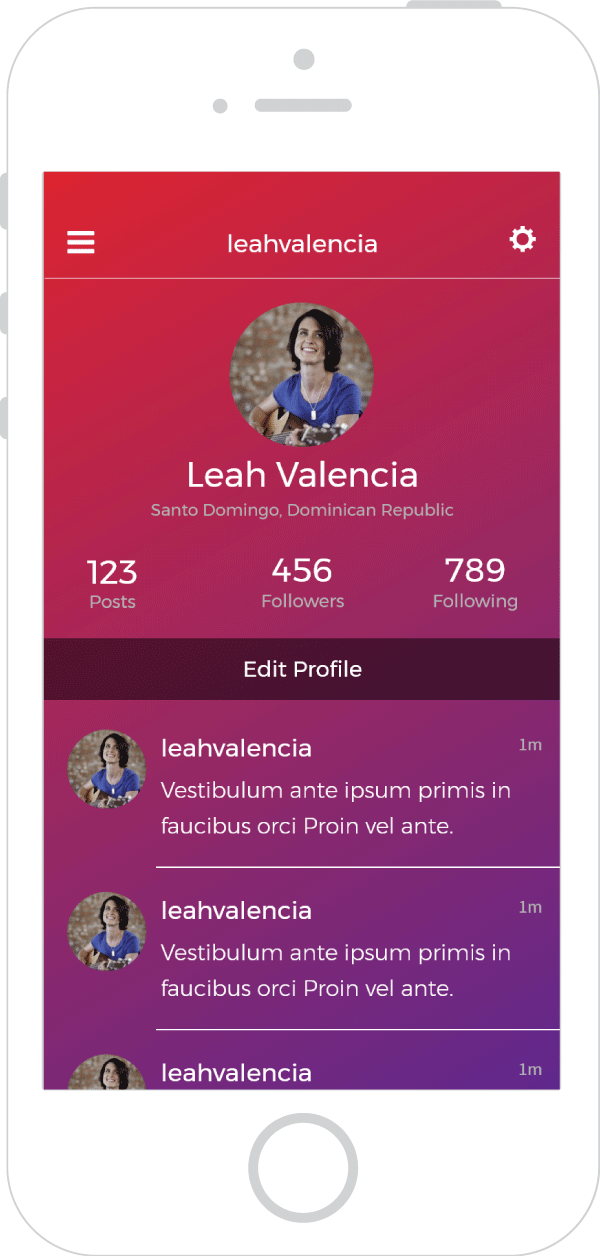 leahvalencia
Leah Valencia
Santo Domingo, Dominican Republic
123 456 789
Posts Followers Following
Edit Profile
leahvalencia 1m
Vestibulum ante ipsum primis in
faucibus orci Proin vel ante.
leahvalencia 1m
Vestibulum ante ipsum primis in
faucibus orci Proin vel ante.
leahvalencia 1m